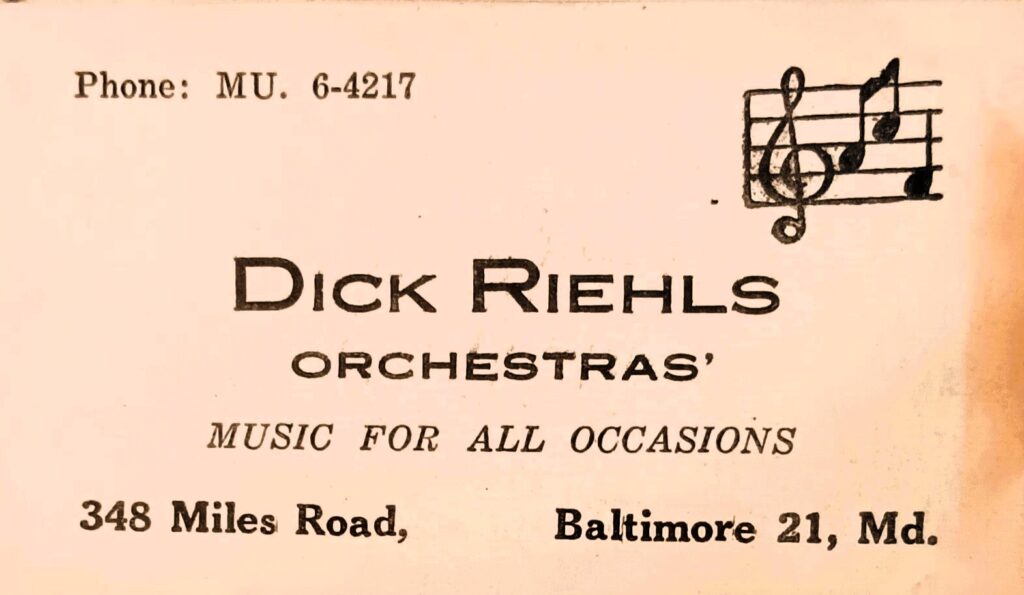 Phone: MU. 6-4217
DICK RIEHLS
ORCHESTRAS'
MUSIC FOR ALL OCCASIONS
348 Miles Road, Baltimore 21, Md.